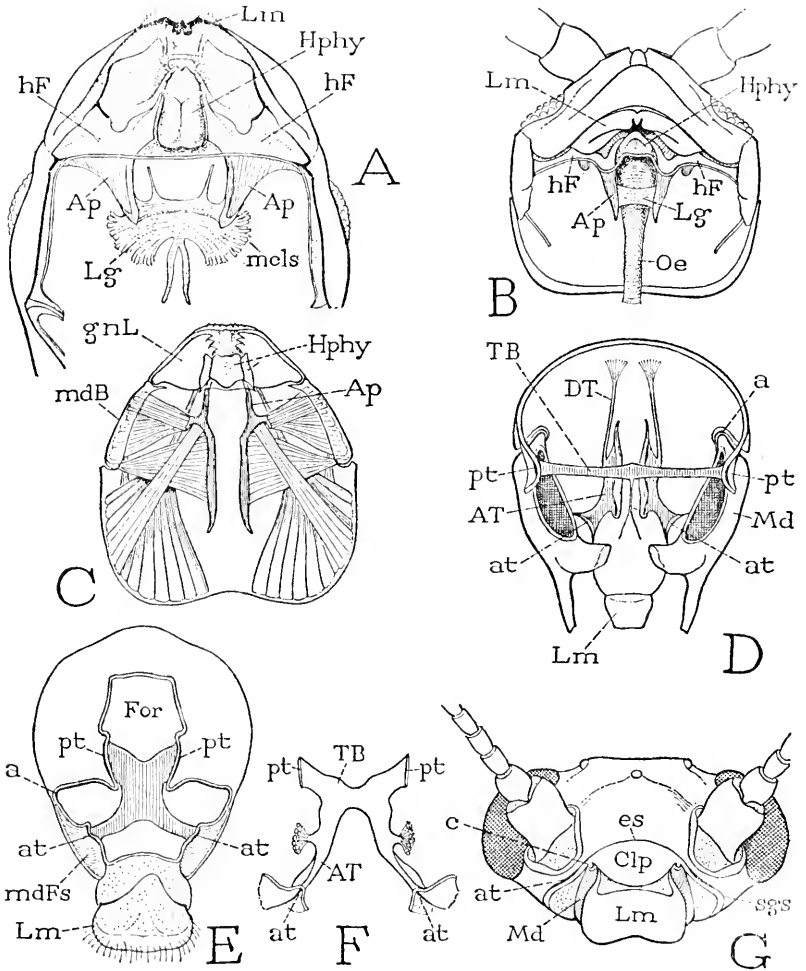 Lm
Hphy
hF
hF
A
Ap
Ap
Lg
mcls
Lm
Hphy
hF
hF
Ap
Lg
Oe
B
gnL
Hphy
mdB
Ap
C
TB
DT
a
pt
pt
AT
Md
at
at
Lm
D
For
pt
pt
a
at
at
mdFs
Lm
E
TB
pt
pt
AT
at
at
F
es
c
Clp
at
Md
Lm
sgs
G